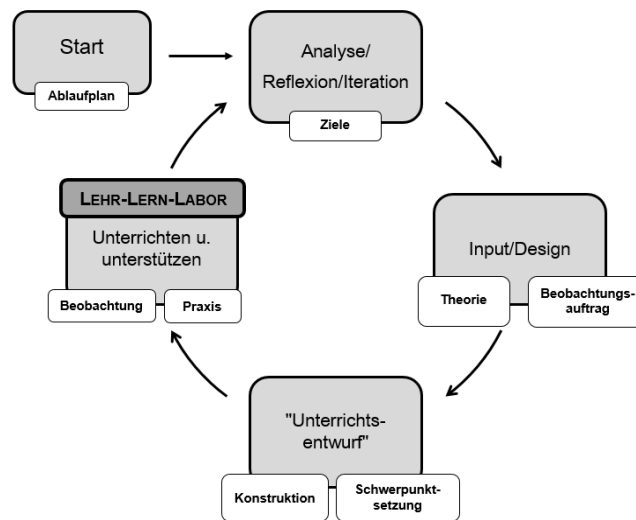 Start
Ablaufplan
Analyse/
Reflexion/Iteration
Ziele
Input/Design
Theorie
Beobachtungs-
auftrag
"Unterrichts-
entwurf"
Konstruktion
Schwerpunkt-
setzung
LEHR-LERN-LABOR
Unterrichten u.
unterstützen
Beobachtung
Praxis